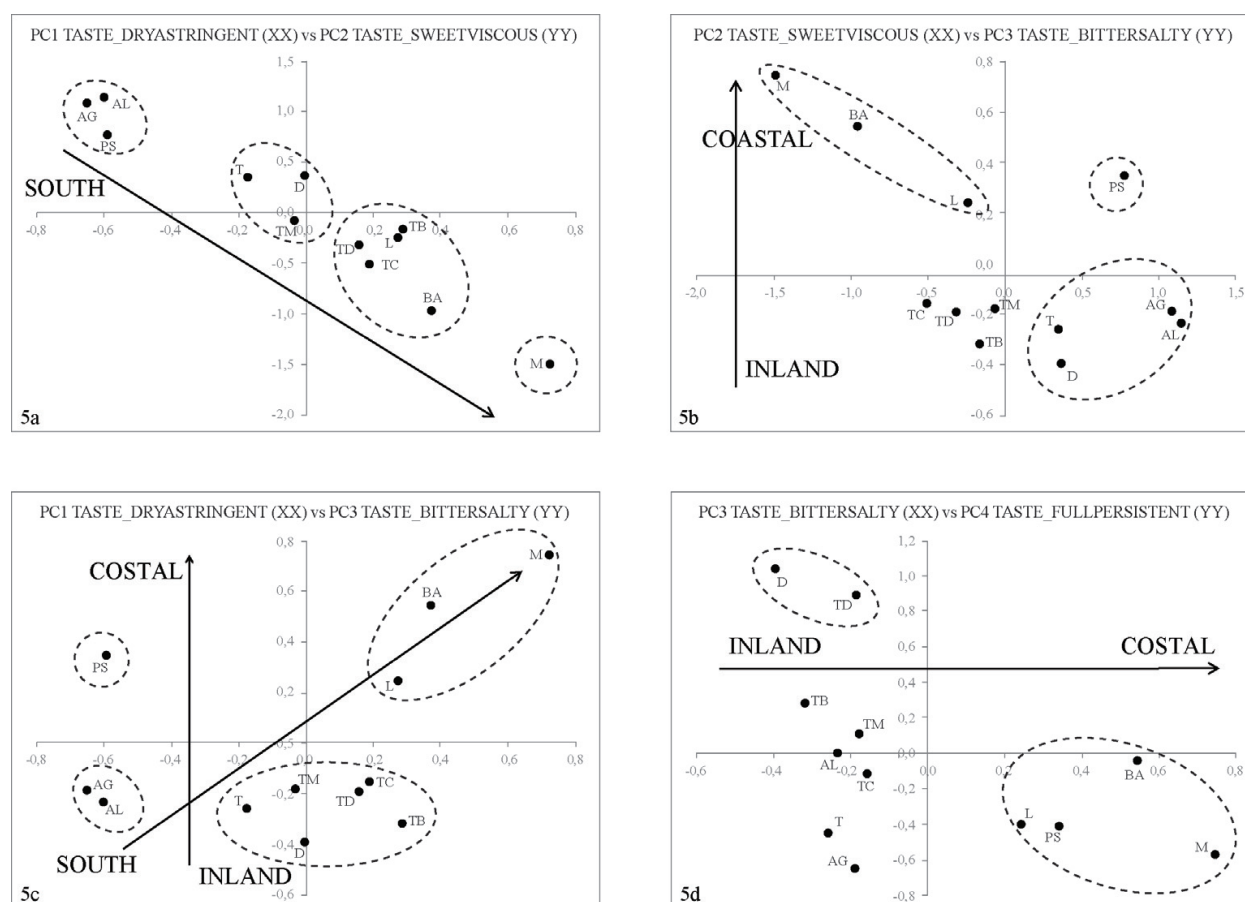 PC1 TASTE_DRYASTRINGENT (XX) vs PC2 TASTE_SWEETVISCOUS (YY)
1,5
AL
1,0
AG
PS
0,5
T
D
SOUTH
0,0
-0,8 -0,6 -0,4 -0,2 0,0 0,2 0,4 0,6 0,8
TM
TB
L
TD
TC
-0,5
BA
-1,0
M
-1,5
-2,0
5a
PC2 TASTE_SWEETVISCOUS (XX) vs PC3 TASTE_BITTERSALTY (YY)
0,8
M
0,6
BA
COASTAL
0,4
PS
L
0,2
0,0
-2,0 -1,5 -1,0 -0,5 0,0 0,5 1,0 1,5
TC
TD
TM
AG
-0,2
T
AL
TB
D
-0,4
INLAND
-0,6
5b
PC1 TASTE_DRYASTRINGENT (XX) vs PC3 TASTE_BITTERSALTY (YY)
0,8
M
COSTAL
0,6
BA
0,4
PS
L
0,2
-0,8 -0,6 -0,4 -0,2 0,2 0,4 0,6 0,8
AG
TM
TC
AL
T
TD
-0,2
TB
D
-0,4
SOUTH
INLAND
-0,6
5c
PC3 TASTE_BITTERSALTY (XX) vs PC4 TASTE_FULLPERSISTENT (YY)
1,2
D
1,0
TD
0,8
0,6
INLAND
COSTAL
0,4
TB
TM
0,2
AL
0,0
-0,6 -0,4 -0,2 0,0 0,2 0,4 0,6 0,8
TC
BA
-0,2
L
T
PS
-0,4
AG
M
-0,6
-0,8
5d